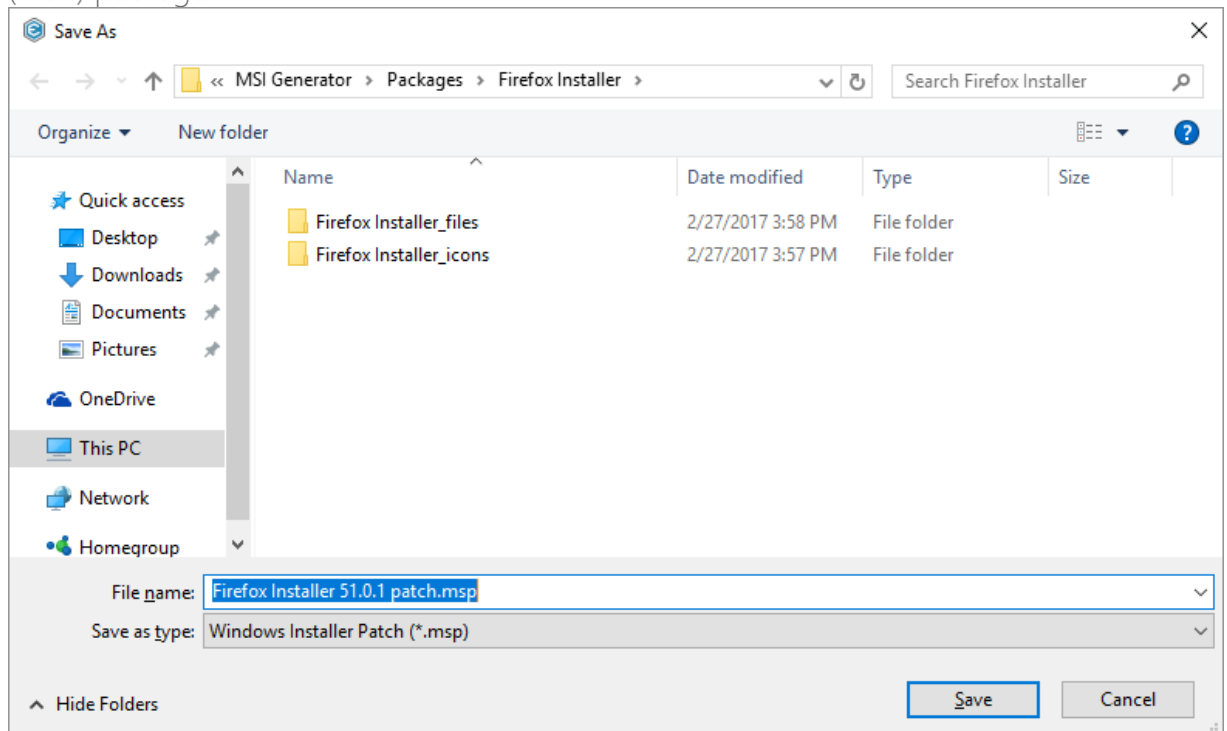 Save As
« MSI Generator > Packages > Firefox Installer >
Search Firefox Installer
Organize New folder
Name Date modified Type Size
Quick access
Firefox Installer_files 2/27/2017 3:58 PM File folder
Desktop
Firefox Installer_icons 2/27/2017 3:57 PM File folder
Downloads
Documents
Pictures
OneDrive
This PC
Network
Homegroup
File name: Firefox Installer 51.0.1 patch.msp
Save as type: Windows Installer Patch (*.msp)
Hide Folders Save Cancel